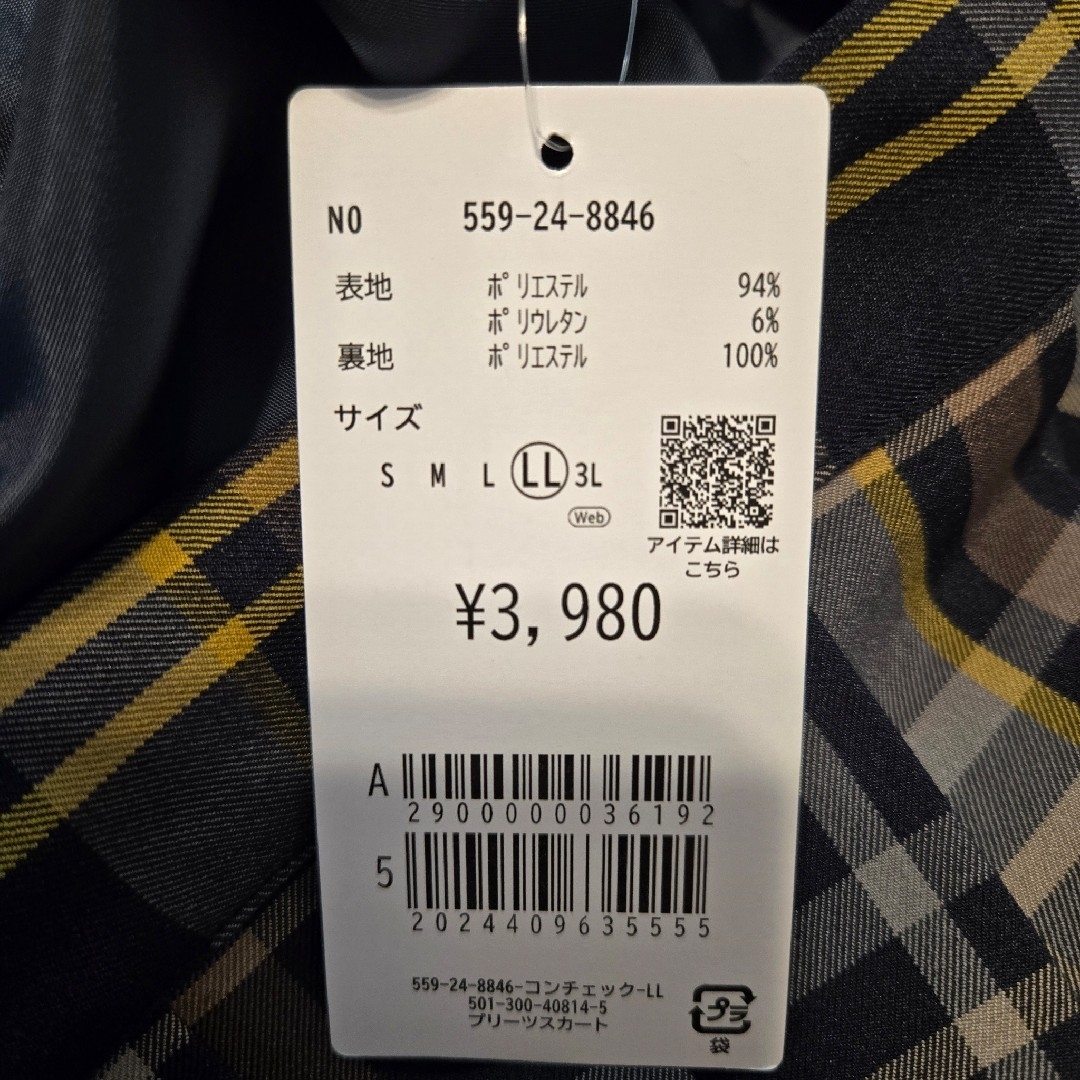 NO 559-24-8846
表地 ポリエステル 94%
ポリウレタン 6%
裏地 ポリエステル 100%
サイズ
S M L LL 3L
Web
アイテム詳細は
こちら
¥3,980
A
2900000036192
5
2024409635555
559-24-8846-コンチェック-LL
501-300-40814-5
プリーツスカート
プラ
袋